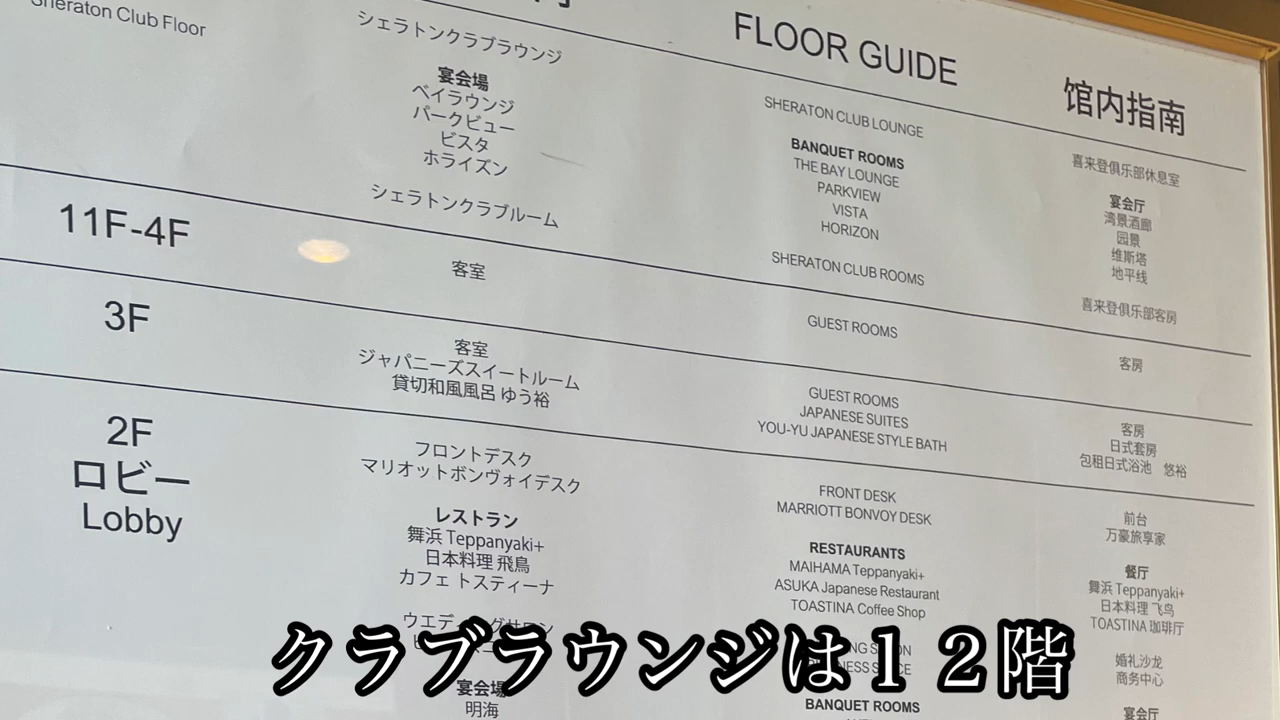 FLOOR GUIDE
馆内指南
Sheraton Club Floor
シェラトンクラブラウンジ
宴会場
ベイラウンジ
パークビュー
ビスタ
ホライズン
シェラトンクラブルーム
SHERATON CLUB LOUNGE
BANQUET ROOMS
THE BAY LOUNGE
PARKVIEW
VISTA
HORIZON
SHERATON CLUB ROOMS
喜来登俱乐部休息室
宴会厅
湾景酒廊
园景
维斯塔
地平线
喜来登俱乐部客房
11F-4F
客室
GUEST ROOMS
客房
3F
客室
ジャパニーズスイートルーム
貸切和風風呂 ゆう裕
GUEST ROOMS
JAPANESE SUITES
YOU-YU JAPANESE STYLE BATH
客房
日式套房
包租日式浴池 悠裕
2F
ロビー
Lobby
フロントデスク
マリオットボンヴォイデスク
レストラン
舞浜 Teppanyaki+
日本料理 飛鳥
カフェ トスティーナ
宴会場
明海
FRONT DESK
MARRIOTT BONVOY DESK
RESTAURANTS
MAIHAMA Teppanyaki+
ASUKA Japanese Restaurant
TOASTINA Coffee Shop
BANQUET ROOMS
前台
万豪旅享家
餐厅
舞浜 Teppanyaki+
日本料理 飞鸟
TOASTINA 珈琲厅
婚礼沙龙
商务中心
宴会厅
クラブラウンジは１２階